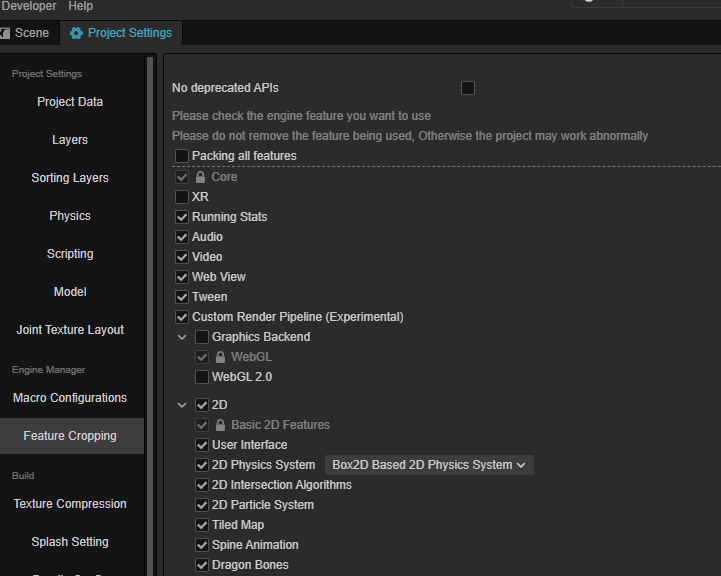 Developer Help
Scene Project Settings
Project Settings
Project Data
Layers
Sorting Layers
Physics
Scripting
Model
Joint Texture Layout
Engine Manager
Macro Configurations
Feature Cropping
Build
Texture Compression
Splash Setting
No deprecated APIs
Please check the engine feature you want to use
Please do not remove the feature being used, Otherwise the project may work abnormally
Packing all features
Core
XR
Running Stats
Audio
Video
Web View
Tween
Custom Render Pipeline (Experimental)
Graphics Backend
WebGL
WebGL 2.0
2D
Basic 2D Features
User Interface
2D Physics System Box2D Based 2D Physics System
2D Intersection Algorithms
2D Particle System
Tiled Map
Spine Animation
Dragon Bones